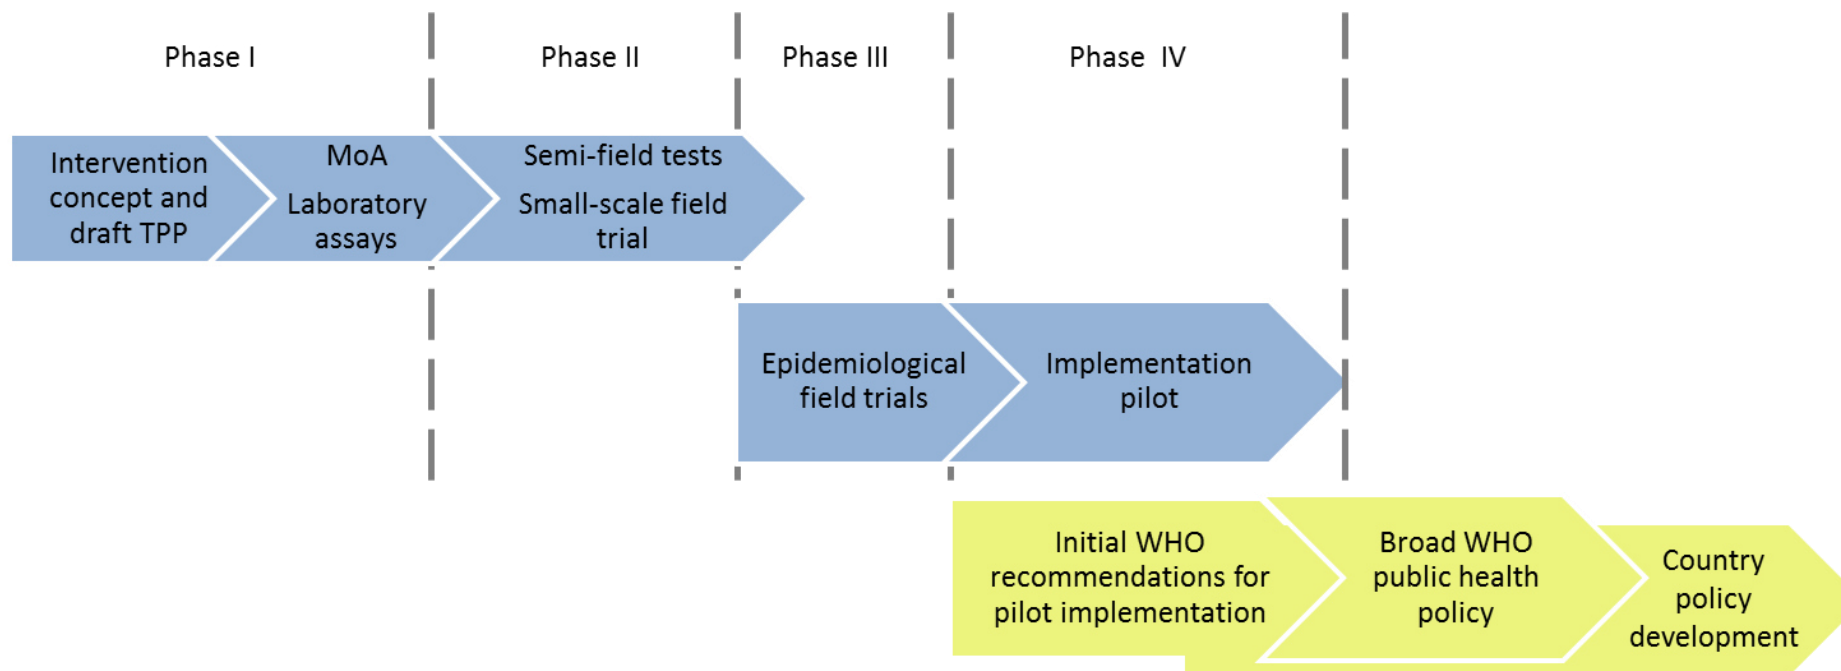 Phase I
Phase II
Phase III
Phase IV
Intervention
concept and
draft TPP
MoA
Laboratory
assays
Semi-field tests
Small-scale field
trial
Epidemiological
field trials
Implementation
pilot
Initial WHO
recommendations for
pilot implementation
Broad WHO
public health
policy
Country
policy
development